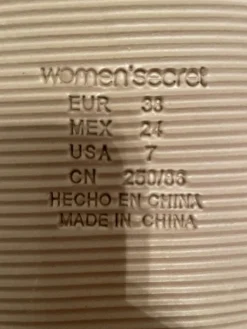 women'secret
EUR 38
MEX 24
USA 7
CN 250/38
HECHO EN CHINA
MADE IN CHINA